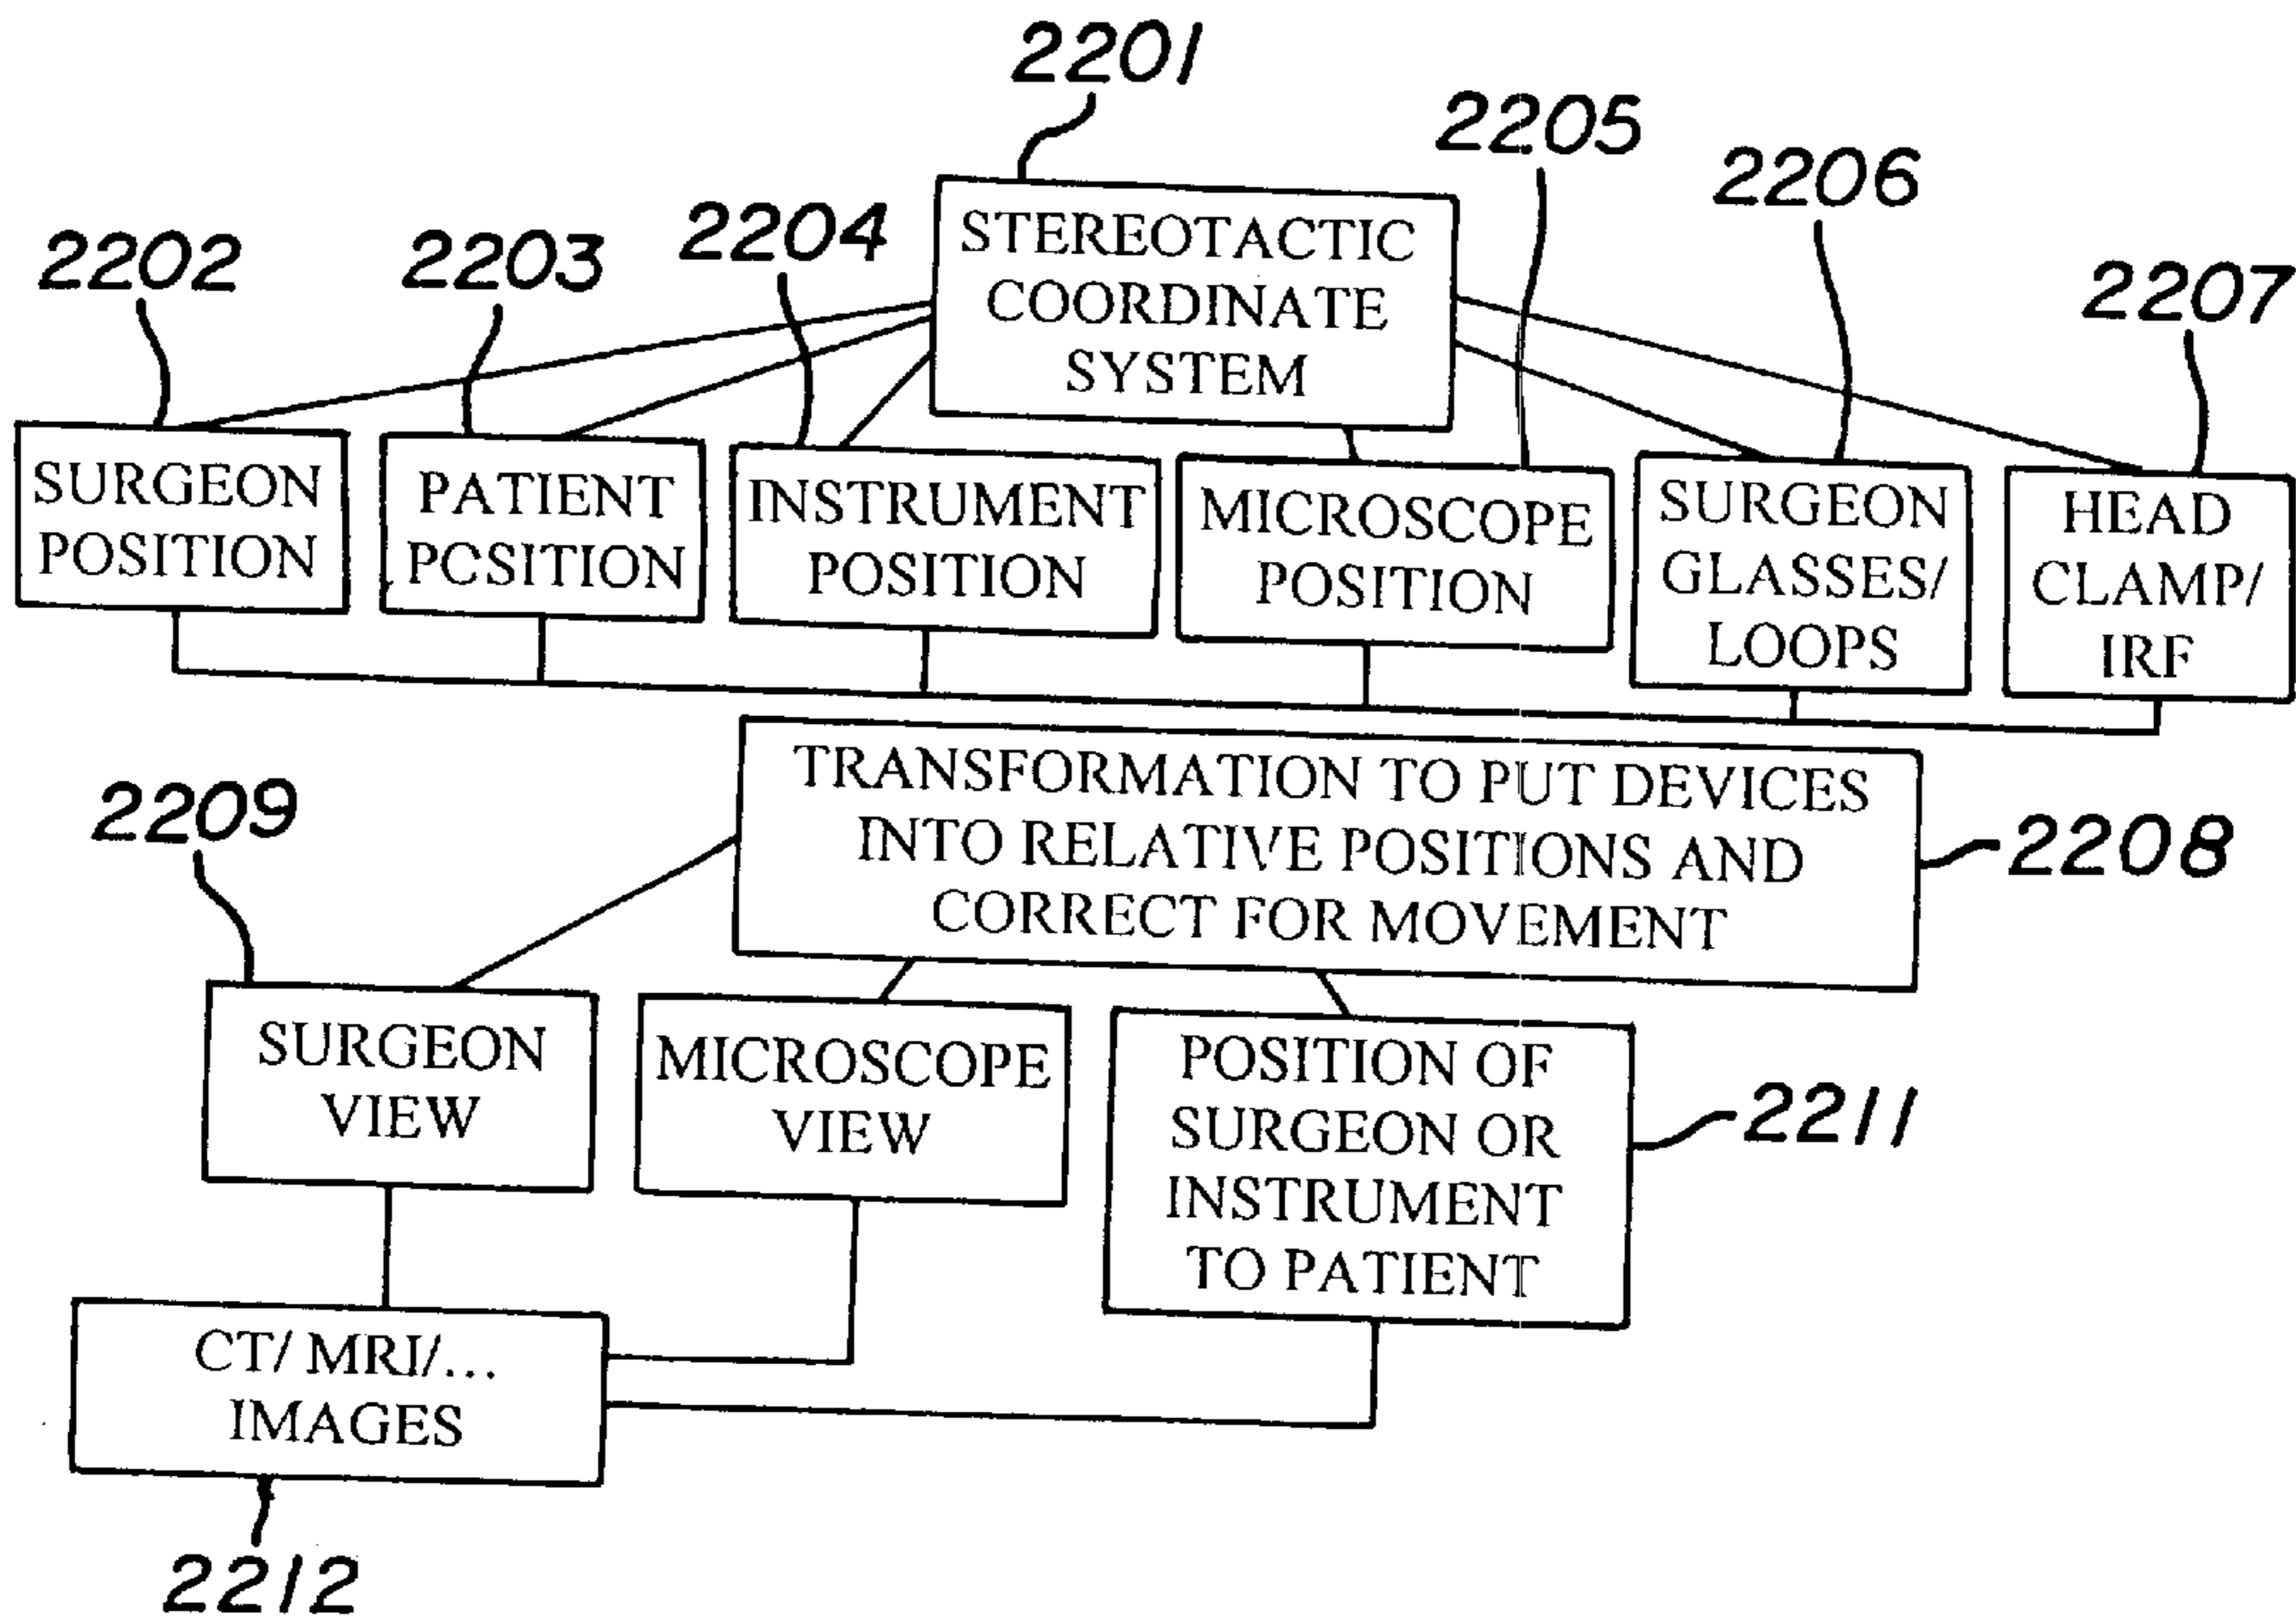 2201
2205
2206
2204
2202
2203
2207
STEREOTACTIC
COORDINATE
SYSTEM
SURGEON
POSITION
PATIENT
PCSITION
INSTRUMENT
POSITION
MICROSCOPE
POSITION
SURGEON
GLASSES/
LOOPS
HEAD
CLAMP/
IRF
TRANSFORMATION TO PUT DEVICES
INTO RELATIVE POSITIONS AND
CORRECT FOR MOVEMENT
2208
2209
SURGEON
VIEW
MICROSCOPE
VIEW
POSITION OF
SURGEON OR
INSTRUMENT
TO PATIENT
2211
CT/ MRI/...
IMAGES
2212